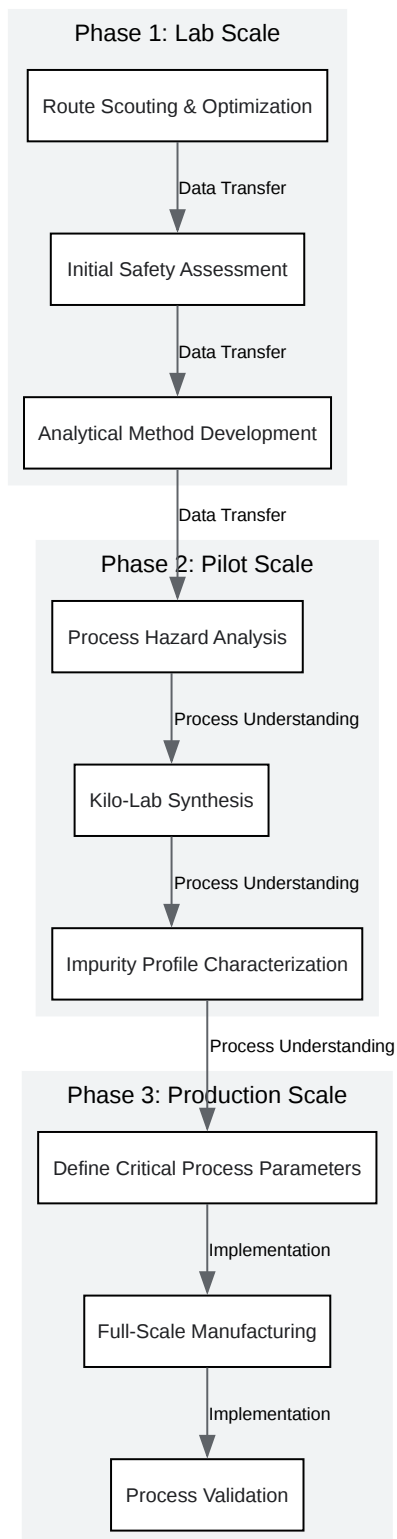 Phase 1: Lab Scale
Route Scouting & Optimization
Data Transfer
Initial Safety Assessment
Data Transfer
Analytical Method Development
Data Transfer
Phase 2: Pilot Scale
Process Hazard Analysis
Process Understanding
Kilo-Lab Synthesis
Process Understanding
Impurity Profile Characterization
Process Understanding
Phase 3: Production Scale
Define Critical Process Parameters
Implementation
Full-Scale Manufacturing
Implementation
Process Validation